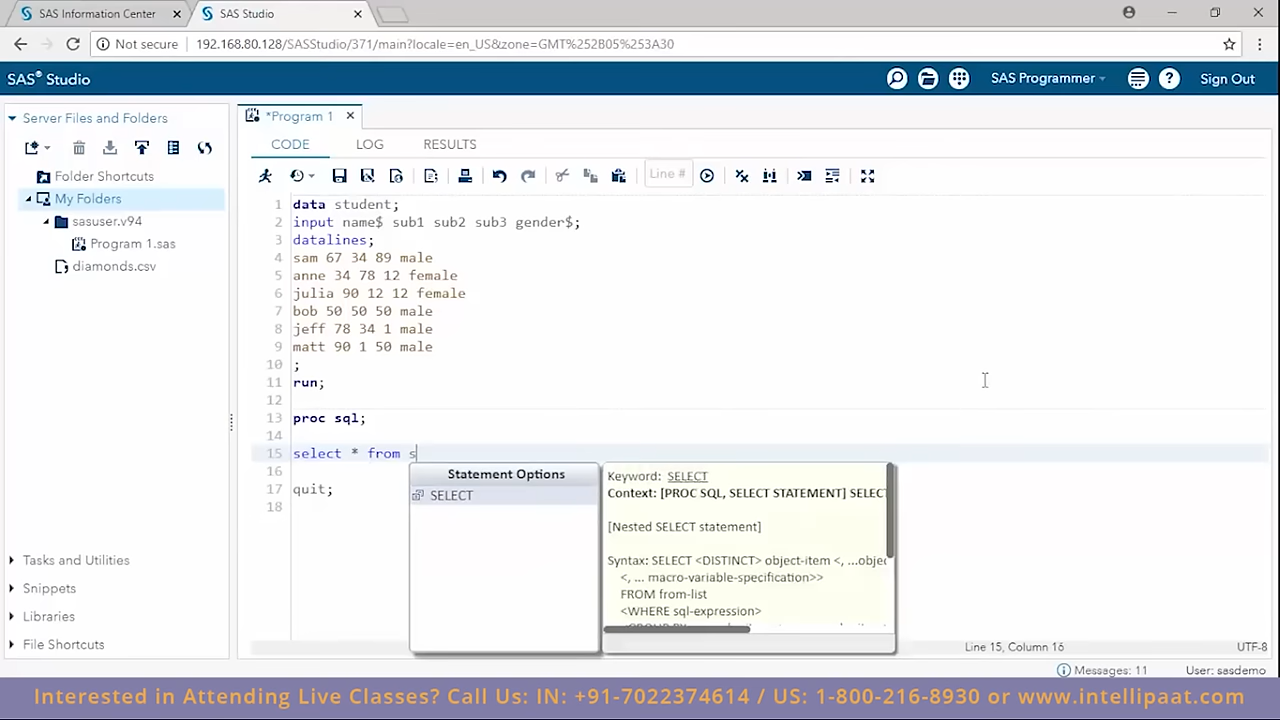 SAS Information Center
SAS Studio
Not secure 192.168.80.128/SASStudio/371/main?locale=en_US&zone=GMT%252B05%253A30
SAS® Studio
SAS Programmer
Sign Out
Server Files and Folders
Folder Shortcuts
My Folders
sasuser.v94
Program 1.sas
diamonds.csv
Tasks and Utilities
Snippets
Libraries
File Shortcuts
*Program 1
CODE LOG RESULTS
Line #
1 data student;
2 input name$ sub1 sub2 sub3 gender$;
3 datalines;
4 sam 67 34 89 male
5 anne 34 78 12 female
6 julia 90 12 12 female
7 bob 50 50 50 male
8 jeff 78 34 1 male
9 matt 90 1 50 male
10 ;
11 run;
12
13 proc sql;
14
15 select * from s
16
17 quit;
18
Statement Options
SELECT
Keyword: SELECT
Context: [PROC SQL, SELECT STATEMENT] SELECT
[Nested SELECT statement]
Syntax: SELECT <DISTINCT> object-item <, ...objec
<, ... macro-variable-specification>>
FROM from-list
<WHERE sql-expression>
Line 15, Column 16
UTF-8
Messages: 11
User: sasdemo
Interested in Attending Live Classes? Call Us: IN: +91-7022374614 / US: 1-800-216-8930 or www.intellipaat.com